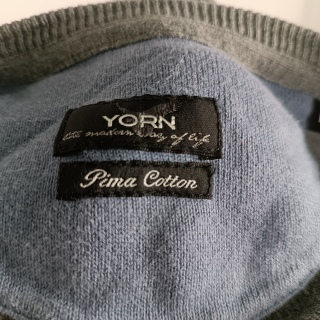 YORN
the modern way of life
Pima Cotton